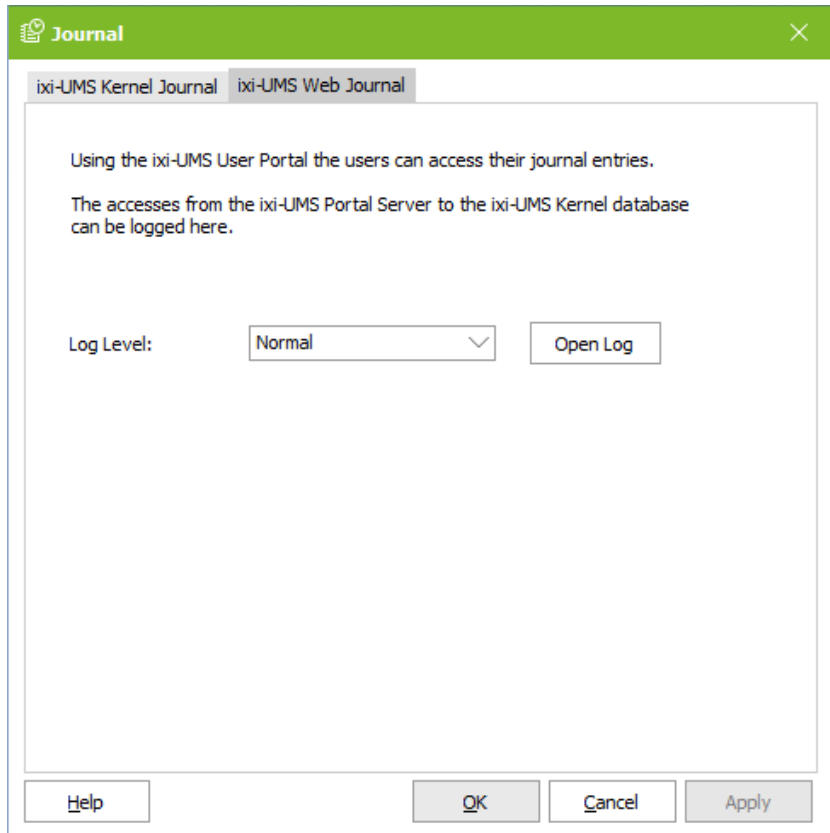 Journal
ixi-UMS Kernel Journal ixi-UMS Web Journal
Using the ixi-UMS User Portal the users can access their journal entries.
The accesses from the ixi-UMS Portal Server to the ixi-UMS Kernel database
can be logged here.
Log Level: Normal Open Log
Help OK Cancel Apply